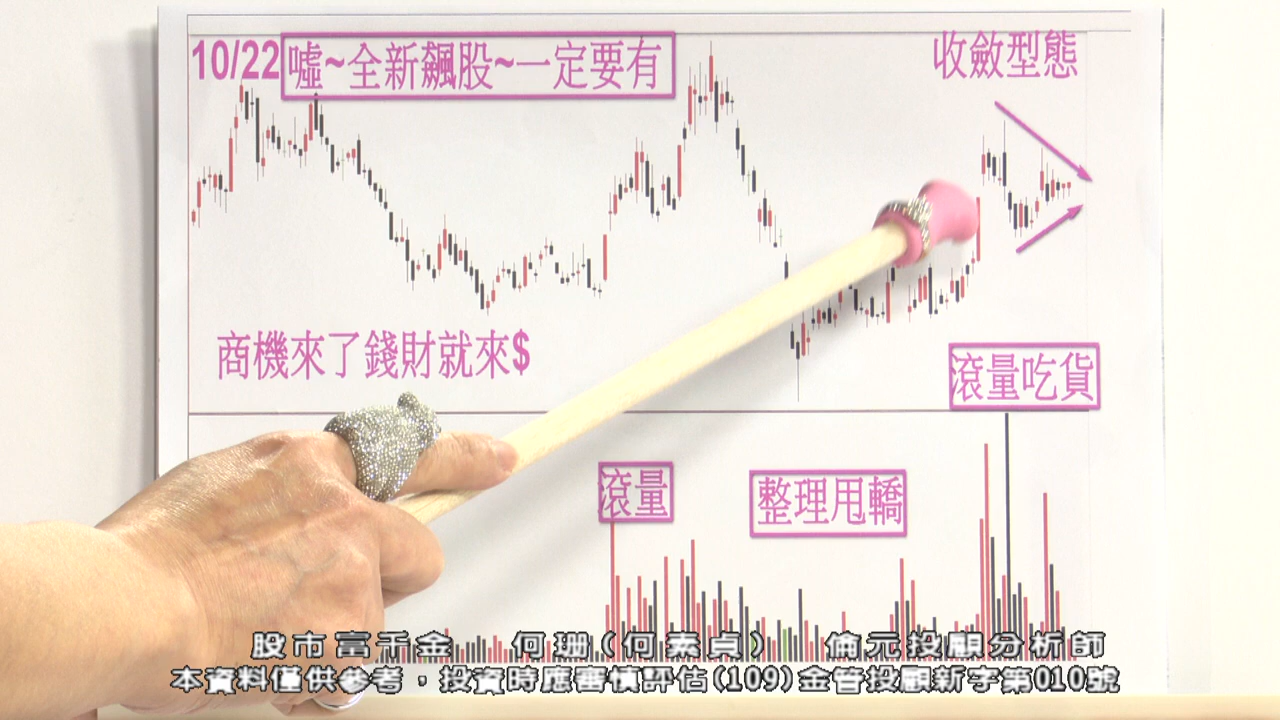 10/22 噓~全新飆股~一定要有
收斂型態
商機來了錢財就來$
滾量吃貨
滾量
整理甩轎
股市富千金 何珊(何素貞) 倫元投顧分析師
本資料僅供參考，投資時應審慎評估(109)金管投顧新字第010號